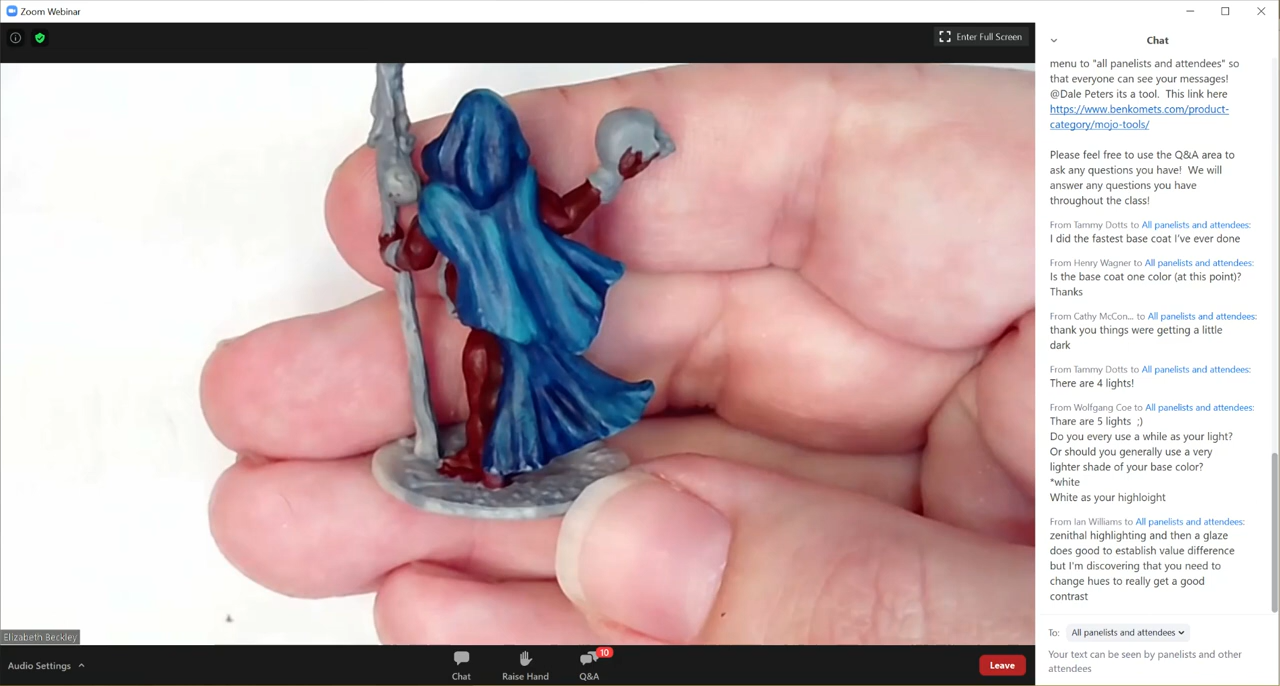 Zoom Webinar
Enter Full Screen
Chat
menu to "all panelists and attendees" so
that everyone can see your messages!
@Dale Peters its a tool.  This link here
https://www.benkomets.com/product-
category/mojo-tools/
Please feel free to use the Q&A area to
ask any questions you have!  We will
answer any questions you have
throughout the class!
From Tammy Dotts to All panelists and attendees:
I did the fastest base coat I've ever done
From Henry Wagner to All panelists and attendees:
Is the base coat one color (at this point)?
Thanks
From Cathy McCon... to All panelists and attendees:
thank you things were getting a little
dark
From Tammy Dotts to All panelists and attendees:
There are 4 lights!
From Wolfgang Coe to All panelists and attendees:
Thare are 5 lights  ;)
Do you every use a while as your light?
Or should you generally use a very
lighter shade of your base color?
*white
White as your highloight
From Ian Williams to All panelists and attendees:
zenithal highlighting and then a glaze
does good to establish value difference
but I'm discovering that you need to
change hues to really get a good
contrast
To: All panelists and attendees
Your text can be seen by panelists and other
attendees
Elizabeth Beckley
Audio Settings
Chat
Raise Hand
10
Q&A
Leave